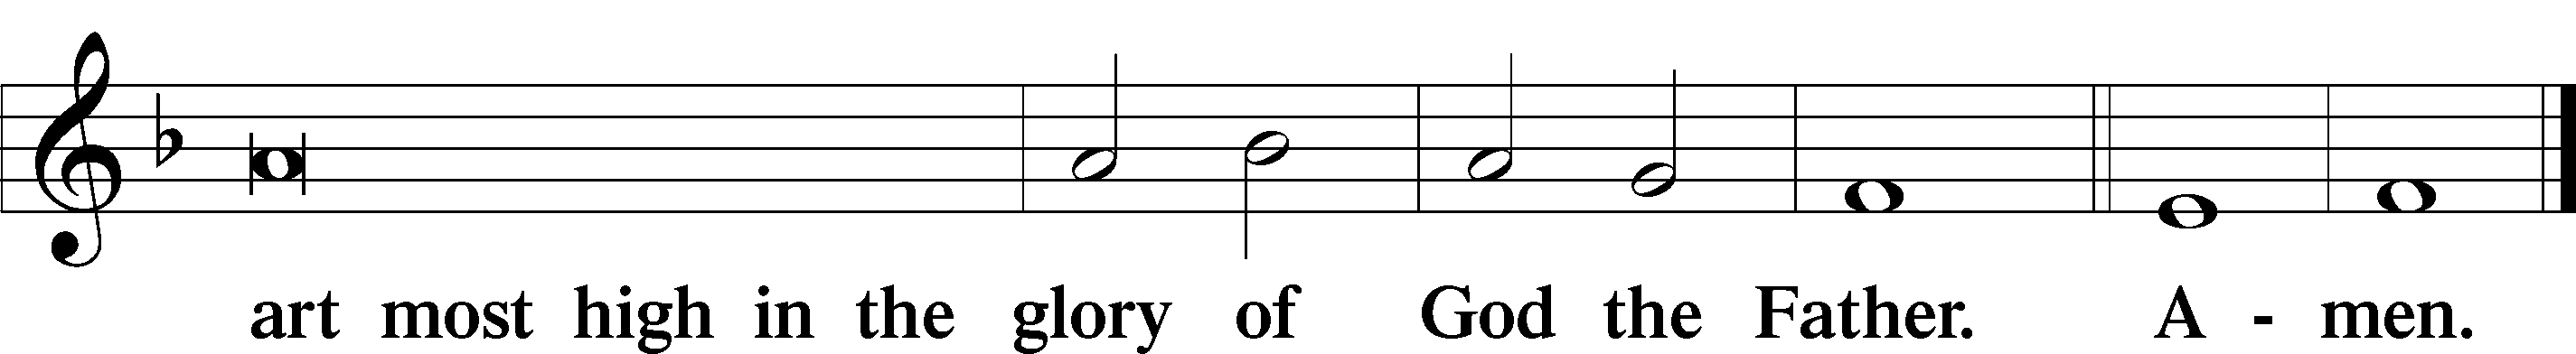 art most high in the glory of God the Father. A - men.